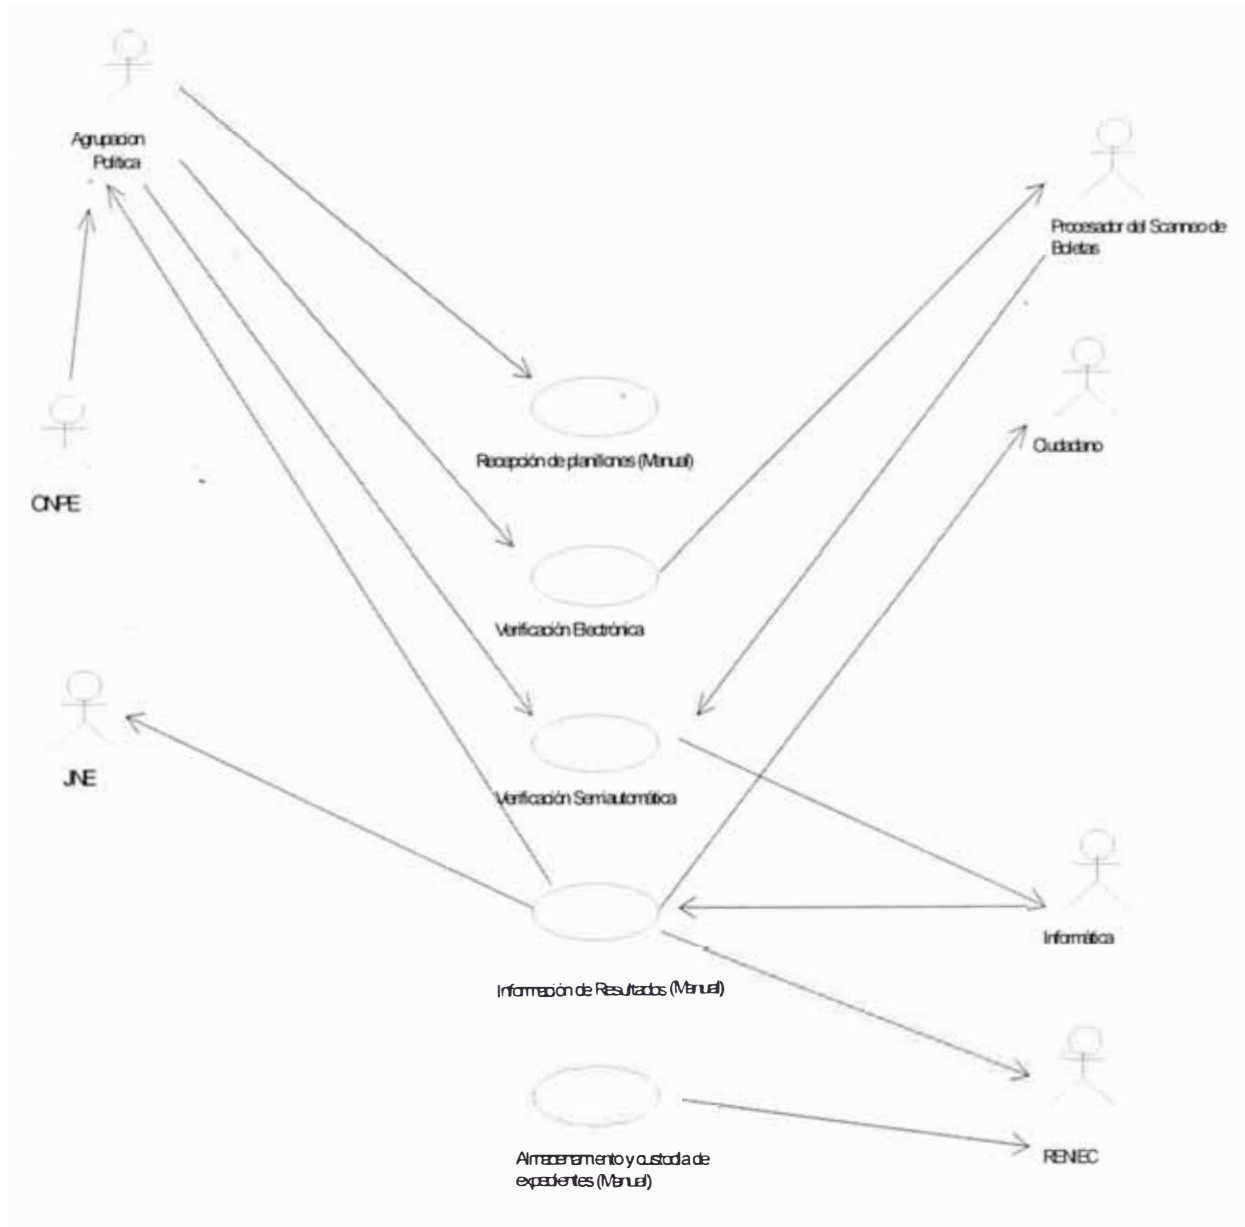 Agrupacion
Política
Procesador del Scanneo de
Boletas
Ciudadano
Recepción de planillones (Manual)
ONPE
Verificación Electrónica
JNE
Verificación Semiautomática
Informática
Información de Resultados (Manual)
RENIEC
Almacenamiento y custodia de
expedientes (Manual)